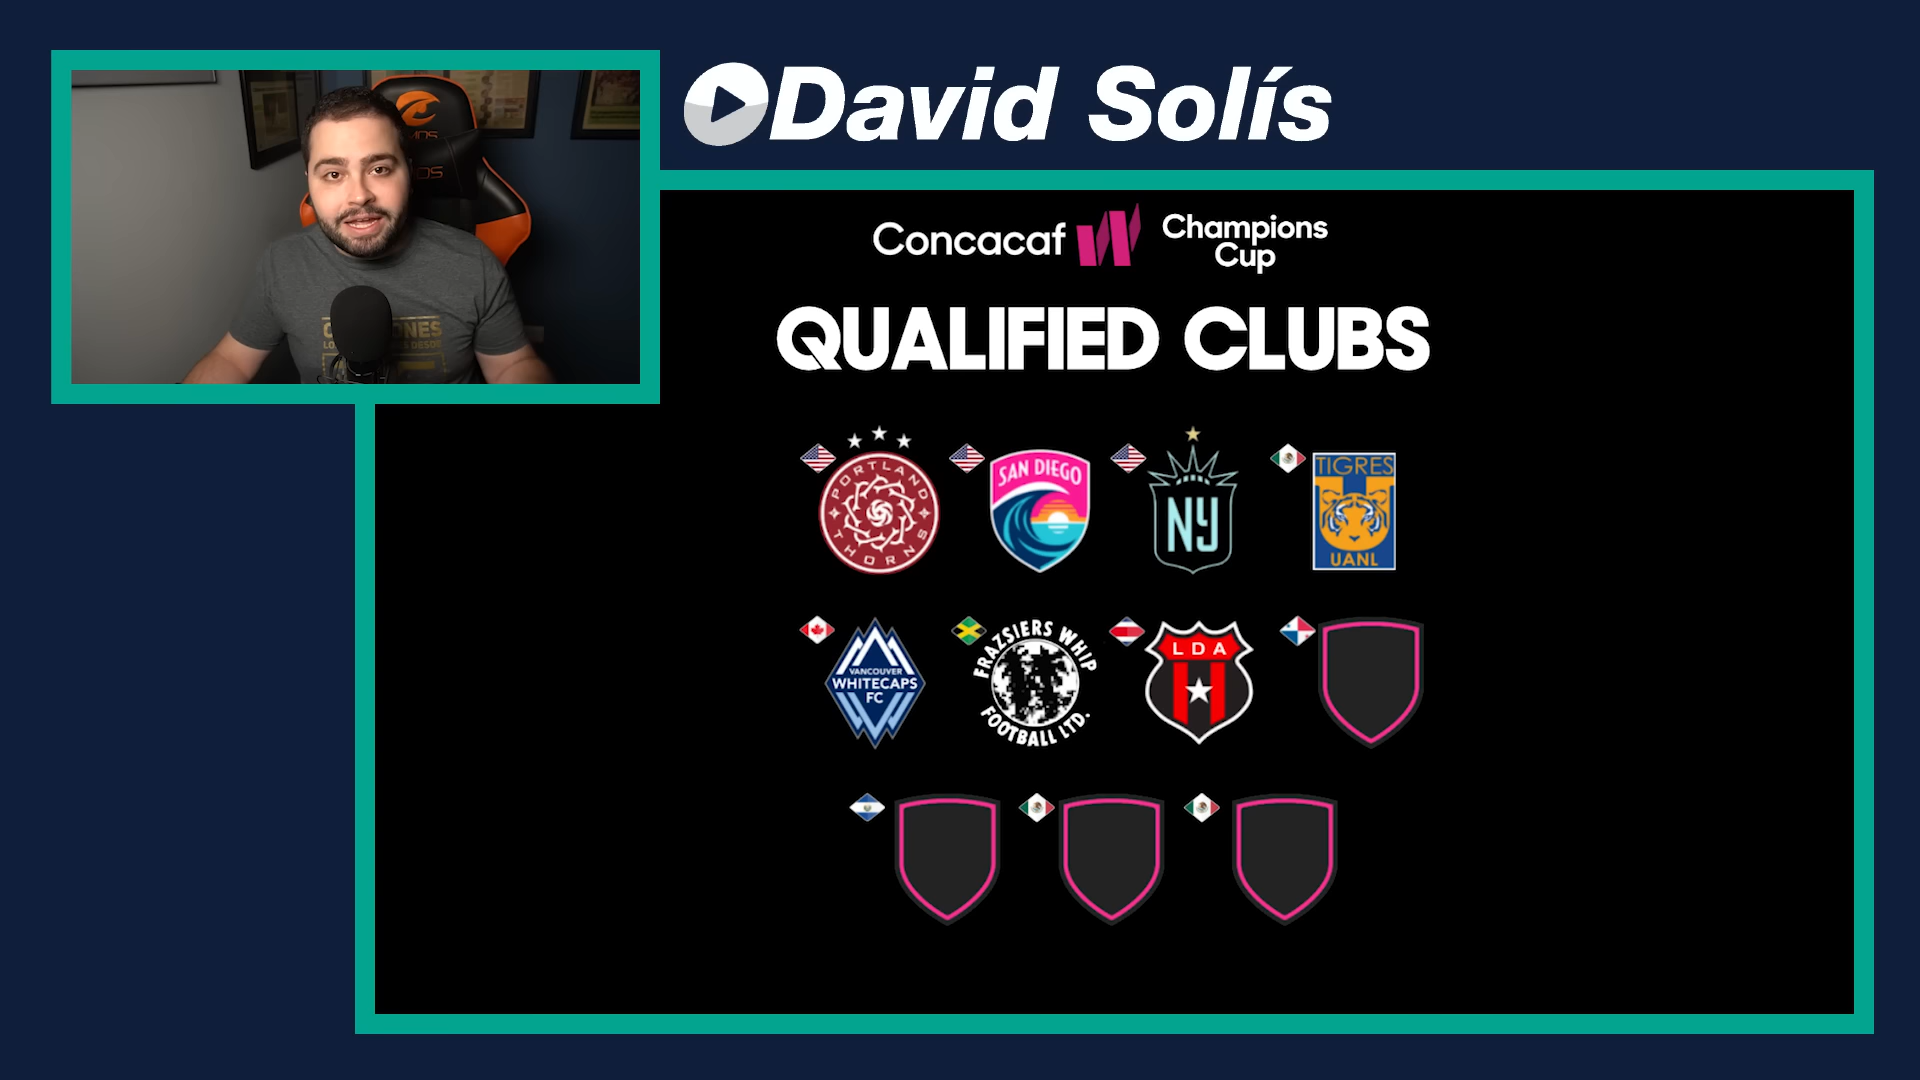 David Solís
Concacaf W Champions
Cup
QUALIFIED CLUBS
PORTLAND
THORNS
SAN DIEGO
NY
TIGRES
UANL
VANCOUVER
WHITECAPS
FC
FRAZSIERS WHIP
FOOTBALL LTD.
LDA